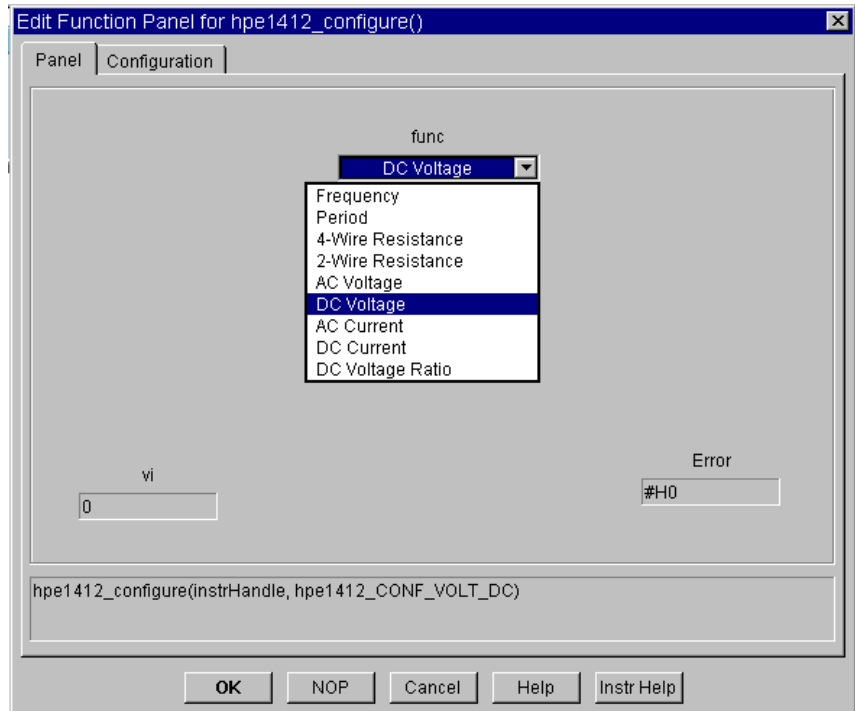 Edit Function Panel for hpe1412_configure()
Panel Configuration
func
DC Voltage
Frequency
Period
4-Wire Resistance
2-Wire Resistance
AC Voltage
DC Voltage
AC Current
DC Current
DC Voltage Ratio
vi
0
Error
#H0
hpe1412_configure(instrHandle, hpe1412_CONF_VOLT_DC)
OK NOP Cancel Help Instr Help